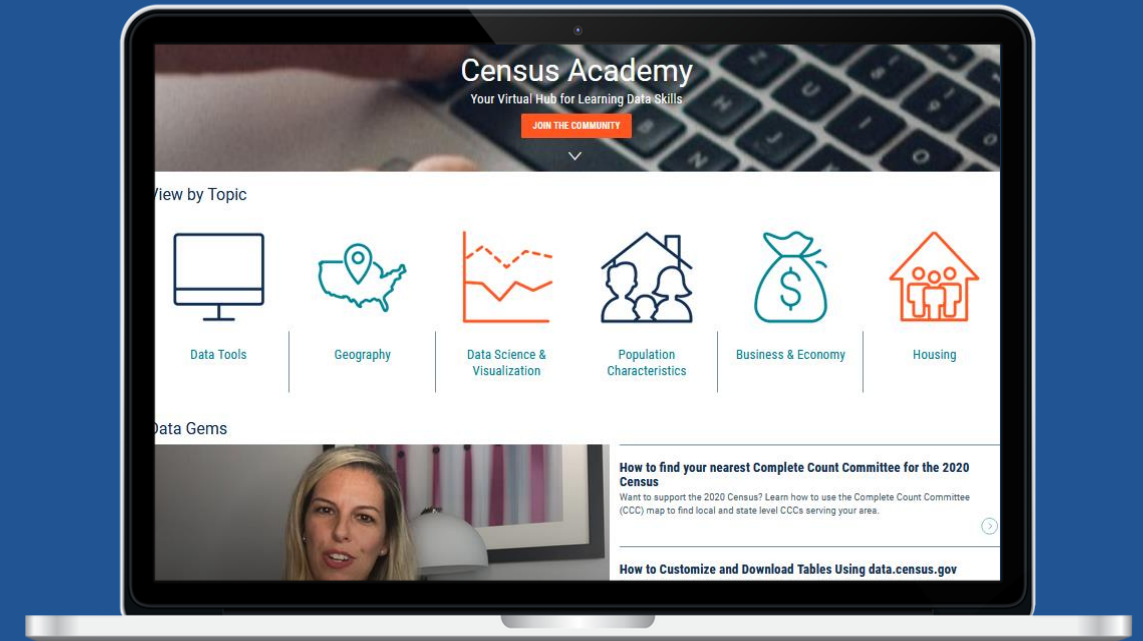 Census Academy
Your Virtual Hub for Learning Data Skills
JOIN THE COMMUNITY
View by Topic
Data Tools
Geography
Data Science &
Visualization
Population
Characteristics
Business & Economy
Housing
Data Gems
How to find your nearest Complete Count Committee for the 2020
Census
Want to support the 2020 Census? Learn how to use the Complete Count Committee
(CCC) map to find local and state level CCCs serving your area.
How to Customize and Download Tables Using data.census.gov